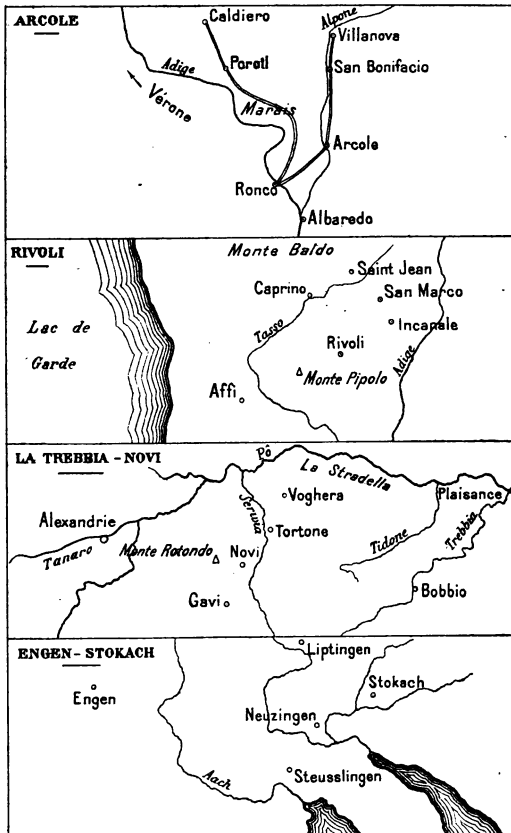 ARCOLE
Caldiero
Alpone
Villanova
Porotl
San Bonifacio
Adige
Vérone
Marais
Arcole
Ronco
Albaredo
RIVOLI
Monte Baldo
Saint Jean
Caprino
San Marco
Incanale
Tasso
Lac de
Garde
Rivoli
Monte Pipolo
Adige
Affi
LA TREBBIA - NOVI
Pô
La Stradella
Voghera
Plaisance
Alexandrie
Scrivia
Tortone
Tanaro
Monte Rotondo
Novi
Tidone
Trebbia
Gavi
Bobbio
ENGEN - STOKACH
Liptingen
Engen
Stokach
Neuzingen
Aach
Steusslingen